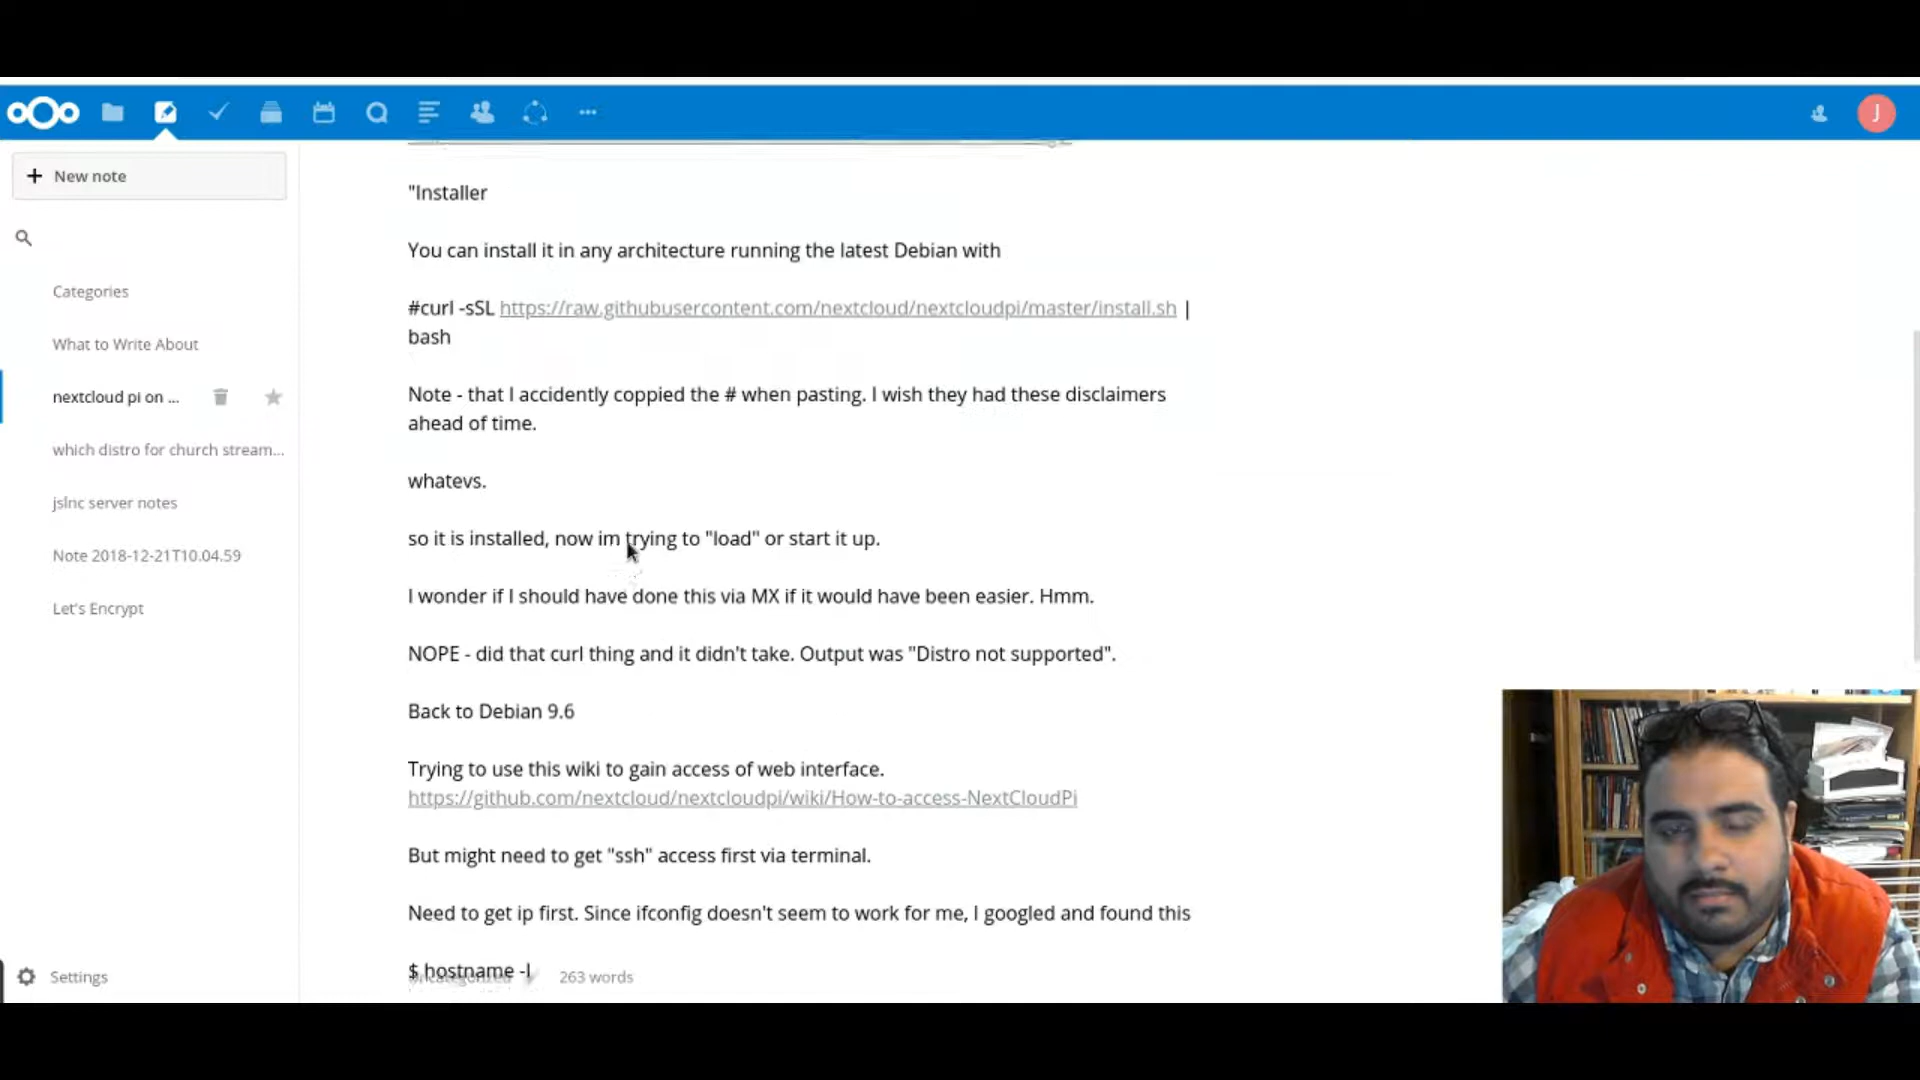 J
New note
Categories
What to Write About
nextcloud pi on ...
which distro for church stream...
jslnc server notes
Note 2018-12-21T10.04.59
Let's Encrypt
Settings
"Installer
You can install it in any architecture running the latest Debian with
#curl -sSL https://raw.githubusercontent.com/nextcloud/nextcloudpi/master/install.sh |
bash
Note - that I accidently coppied the # when pasting. I wish they had these disclaimers
ahead of time.
whatevs.
so it is installed, now im trying to "load" or start it up.
I wonder if I should have done this via MX if it would have been easier. Hmm.
NOPE - did that curl thing and it didn't take. Output was "Distro not supported".
Back to Debian 9.6
Trying to use this wiki to gain access of web interface.
https://github.com/nextcloud/nextcloudpi/wiki/How-to-access-NextCloudPi
But might need to get "ssh" access first via terminal.
Need to get ip first. Since ifconfig doesn't seem to work for me, I googled and found this
$ hostname -I
263 words